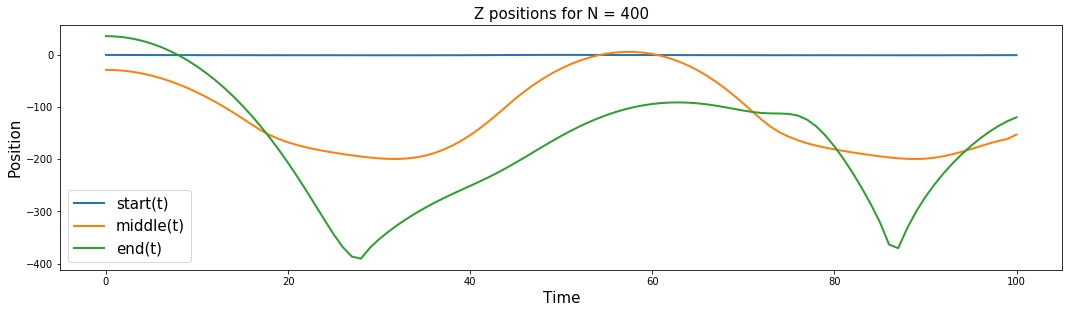 Z positions for N = 400
Position
0
−100
−200
−300
−400
start(t)
middle(t)
end(t)
0
20
40
60
80
100
Time